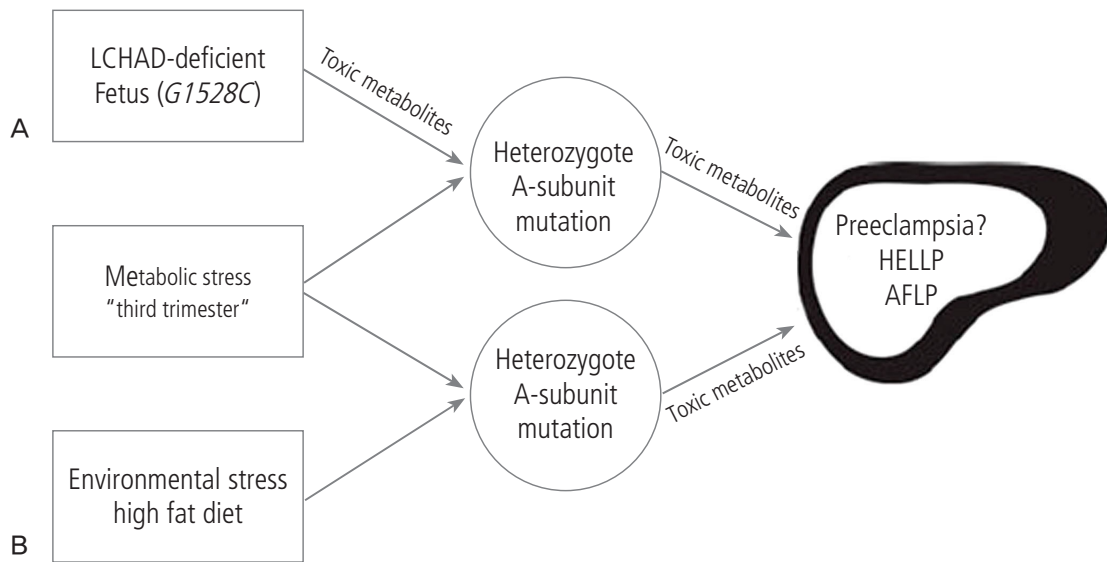 LCHAD-deficient
Fetus (G1528C)
A
Toxic metabolites
Heterozygote
A-subunit
mutation
Toxic metabolites
Metabolic stress
“third trimester“
Preeclampsia?
HELLP
AFLP
Heterozygote
A-subunit
mutation
Toxic metabolites
Environmental stress
high fat diet
B